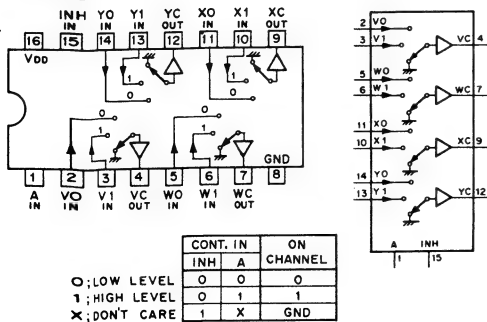 INH YO Y1 YC XO X1 XC
IN IN IN OUT IN IN OUT
16 15 14 13 12 11 10 9
VDD
1 1
0 0
0 0
1 1
GND
1 2 3 4 5 6 7 8
A VO V1 VC WO W1 WC
IN IN IN OUT IN IN OUT
2 VO
3 V1
VC 4
5 WO
6 W1
WC 7
11 XO
10 X1
XC 9
14 YO
13 Y1
YC 12
A INH
1 15
CONT. IN ON
INH A CHANNEL
O ; LOW LEVEL 0 0 0
1 ; HIGH LEVEL 0 1 1
X ; DON'T CARE 1 X GND